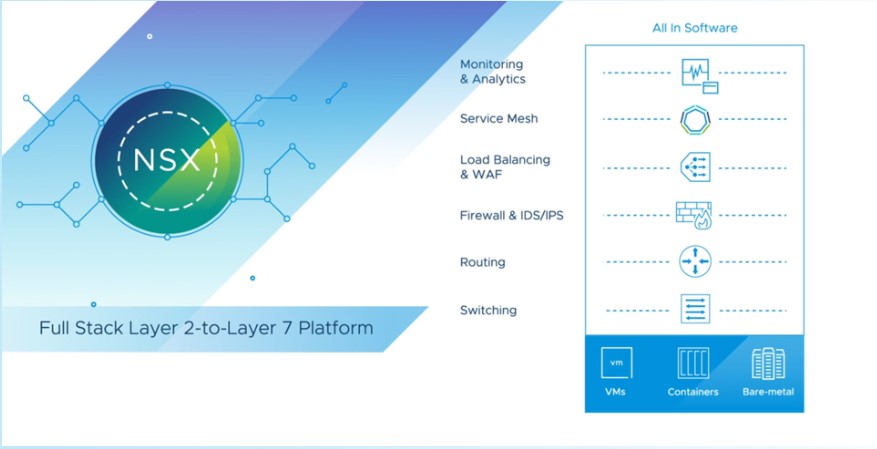 NSX
Full Stack Layer 2-to-Layer 7 Platform
All In Software
Monitoring
& Analytics
Service Mesh
Load Balancing
& WAF
Firewall & IDS/IPS
Routing
Switching
vm
VMs
Containers
Bare-metal